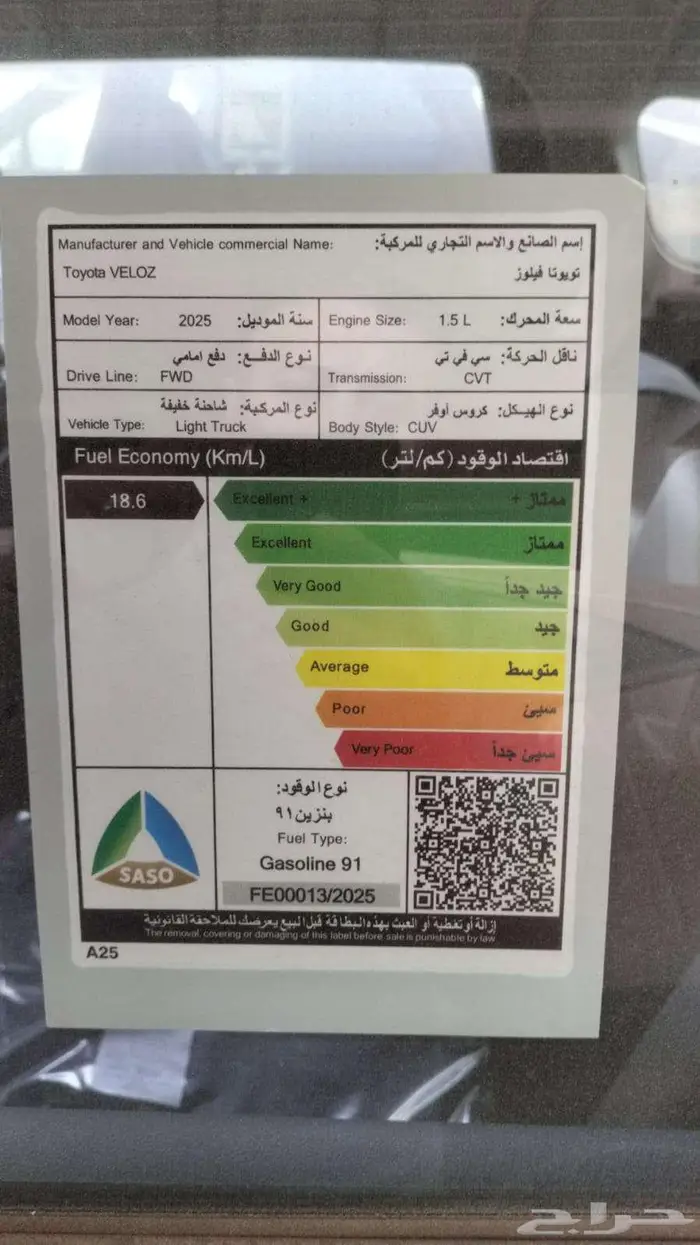 Manufacturer and Vehicle commercial Name: إسم الصانع والاسم التجاري للمركبة:
Toyota VELOZ تويوتا فيلوز
Model Year: 2025 سنة الموديل:
Engine Size: 1.5 L سعة المحرك:
نوع الدفـــع: دفع امامي
Drive Line: FWD
ناقل الحركة: سي في تي
Transmission: CVT
نوع المركبة: شاحنة خفيفة
Vehicle Type: Light Truck
نوع الهيـكل: كروس أوفر
Body Style: CUV
Fuel Economy (Km/L) اقتصاد الوقود (كم/لتر)
18.6
Excellent + ممتاز +
Excellent ممتاز
Very Good جيد جداً
Good جيد
Average متوسط
Poor سيئ
Very Poor سيئ جداً
SASO
نوع الوقود:
بنزين ٩١
Fuel Type:
Gasoline 91
FE00013/2025
إزالة أو تغطية أو العبث بهذه البطاقة قبل البيع يعرضك للملاحقة القانونية
The removal, covering or damaging of this label before sale is punishable by law
A25
حراج